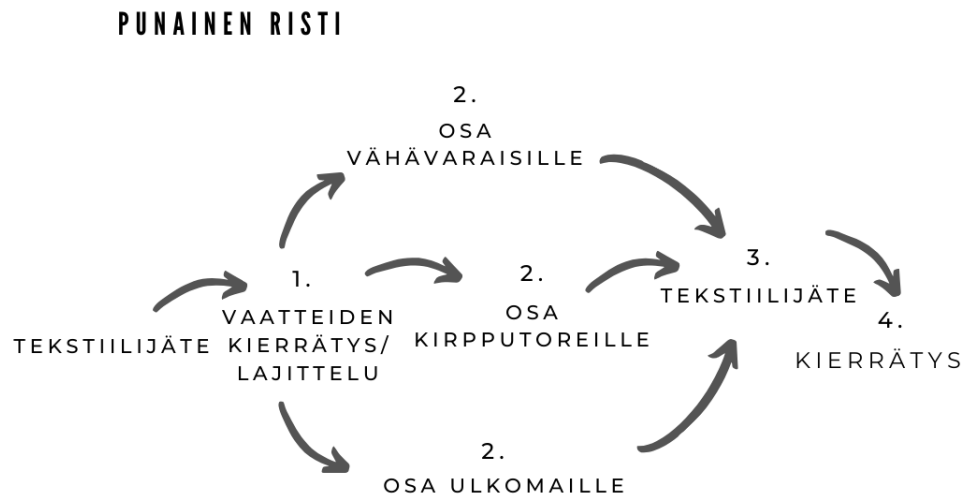 PUNAINEN RISTI
2.
OSA
VÄHÄVARAISILLE
TEKSTIILIJÄTE
1.
VAATTEIDEN
KIERRÄTYS/
LAJITTELU
2.
OSA
KIRPPUTOREILLE
2.
OSA ULKOMAILLE
3.
TEKSTIILIJÄTE
4.
KIERRÄTYS